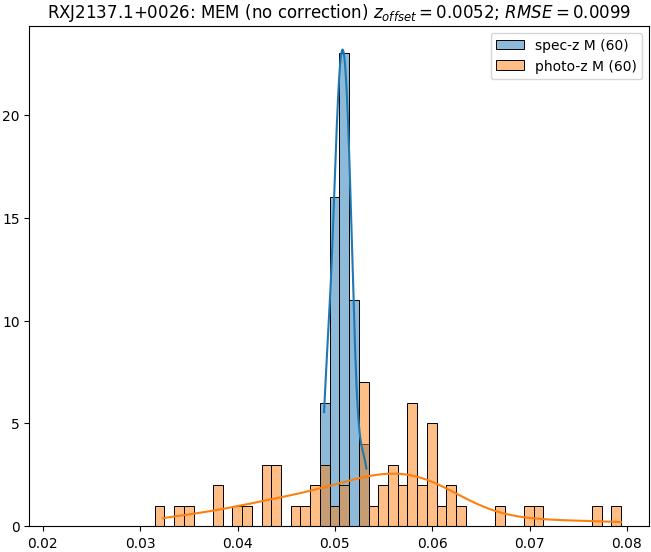 RXJ2137.1+0026: MEM (no correction) z_offset = 0.0052; RMSE = 0.0099
spec-z M (60)
photo-z M (60)
20
15
10
5
0
0.02 0.03 0.04 0.05 0.06 0.07 0.08